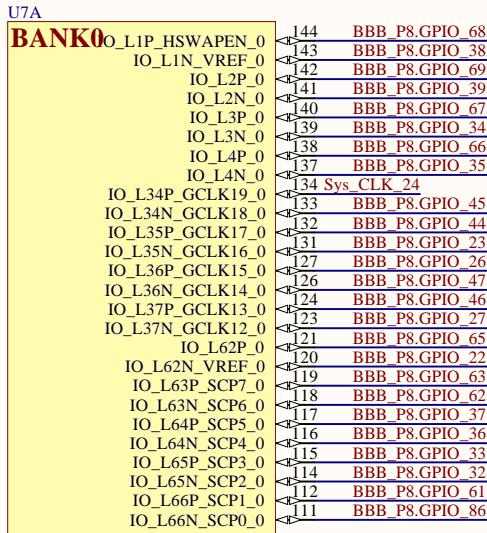 U7A
BANK0
IO_L1P_HSWAPEN_0 144 BBB_P8.GPIO_68
IO_L1N_VREF_0 143 BBB_P8.GPIO_38
IO_L2P_0 142 BBB_P8.GPIO_69
IO_L2N_0 141 BBB_P8.GPIO_39
IO_L3P_0 140 BBB_P8.GPIO_67
IO_L3N_0 139 BBB_P8.GPIO_34
IO_L4P_0 138 BBB_P8.GPIO_66
IO_L4N_0 137 BBB_P8.GPIO_35
IO_L34P_GCLK19_0 134 Sys_CLK_24
IO_L34N_GCLK18_0 133 BBB_P8.GPIO_45
IO_L35P_GCLK17_0 132 BBB_P8.GPIO_44
IO_L35N_GCLK16_0 131 BBB_P8.GPIO_23
IO_L36P_GCLK15_0 127 BBB_P8.GPIO_26
IO_L36N_GCLK14_0 126 BBB_P8.GPIO_47
IO_L37P_GCLK13_0 124 BBB_P8.GPIO_46
IO_L37N_GCLK12_0 123 BBB_P8.GPIO_27
IO_L62P_0 121 BBB_P8.GPIO_65
IO_L62N_VREF_0 120 BBB_P8.GPIO_22
IO_L63P_SCP7_0 119 BBB_P8.GPIO_63
IO_L63N_SCP6_0 118 BBB_P8.GPIO_62
IO_L64P_SCP5_0 117 BBB_P8.GPIO_37
IO_L64N_SCP4_0 116 BBB_P8.GPIO_36
IO_L65P_SCP3_0 115 BBB_P8.GPIO_33
IO_L65N_SCP2_0 114 BBB_P8.GPIO_32
IO_L66P_SCP1_0 112 BBB_P8.GPIO_61
IO_L66N_SCP0_0 111 BBB_P8.GPIO_86